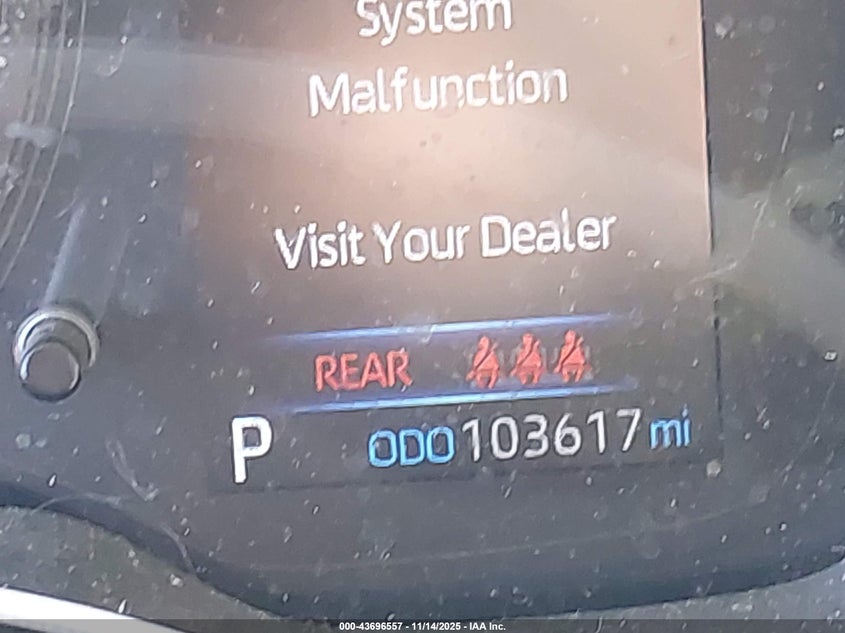 System
Malfunction
Visit Your Dealer
REAR
P ODO 103617 mi
000-43696557 - 11/14/2025 - IAA Inc.